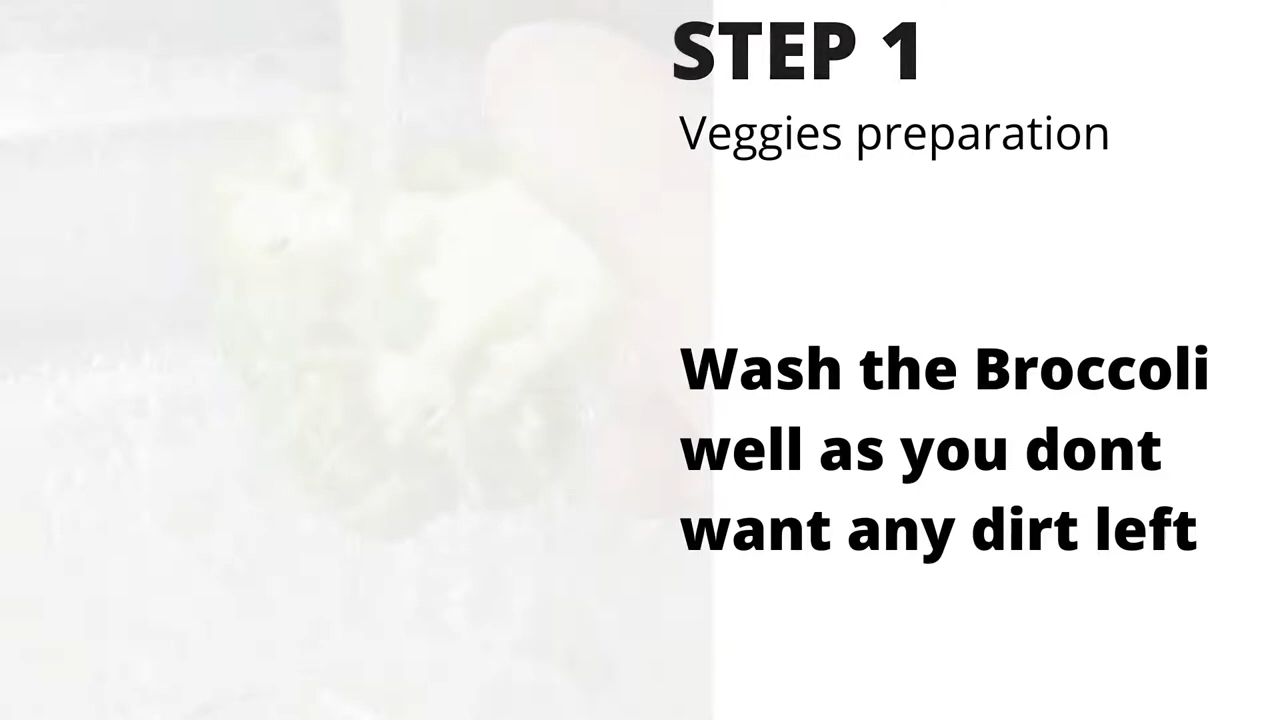 STEP 1
Veggies preparation
Wash the Broccoli
well as you dont
want any dirt left